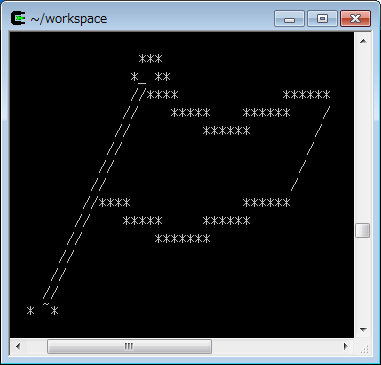 ~/workspace
***
*_ **
//**** ******
// ***** ***** /
// ****** /
// /
// /
// /
//
//**** ******
// ***** ******
// *******
//
//
//
* ~ *